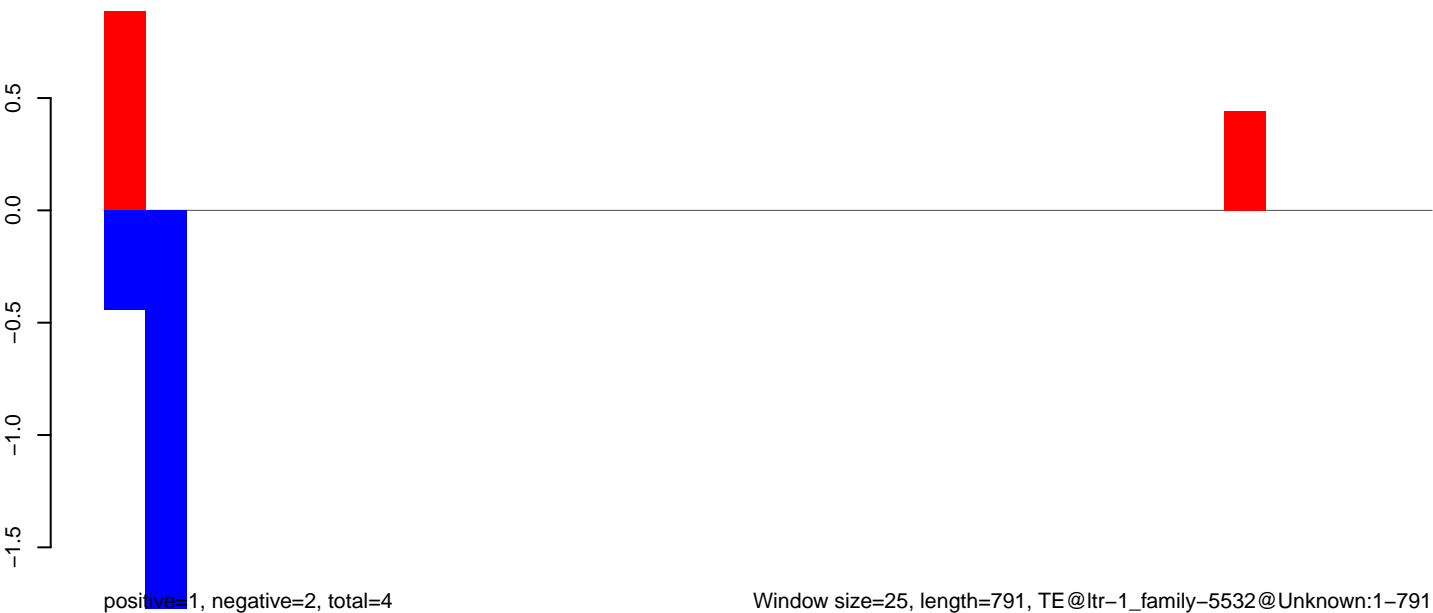 0.5
0.0
−0.5
−1.0
−1.5
positive=1, negative=2, total=4
Window size=25, length=791, TE@ltr−1_family−5532@Unknown:1−791